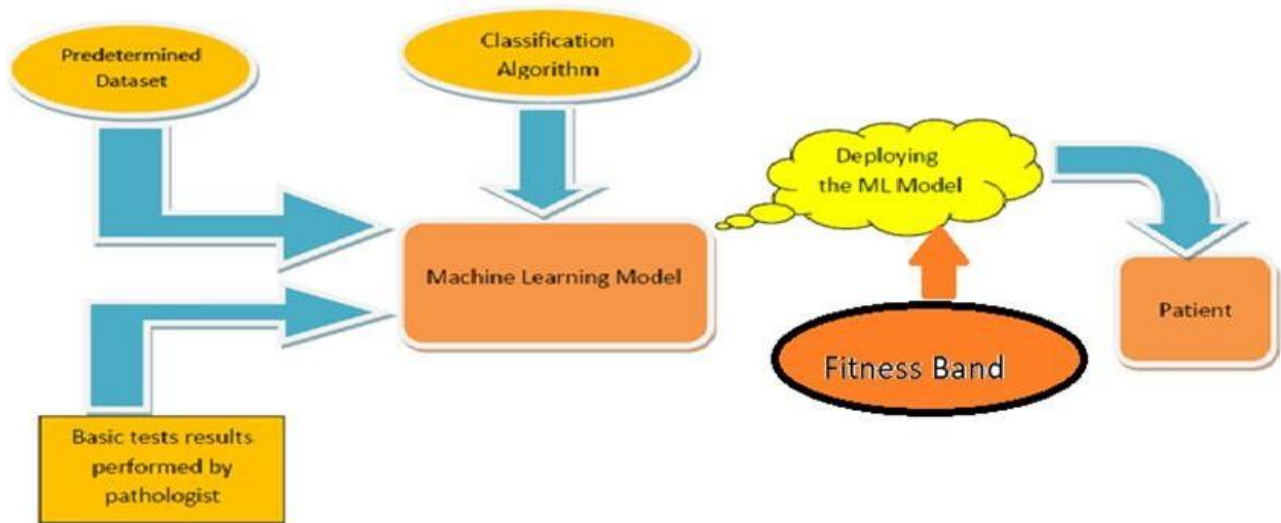 Predetermined
Dataset
Classification
Algorithm
Deploying
the ML Model
Machine Learning Model
Patient
Fitness Band
Basic tests results
performed by
pathologist